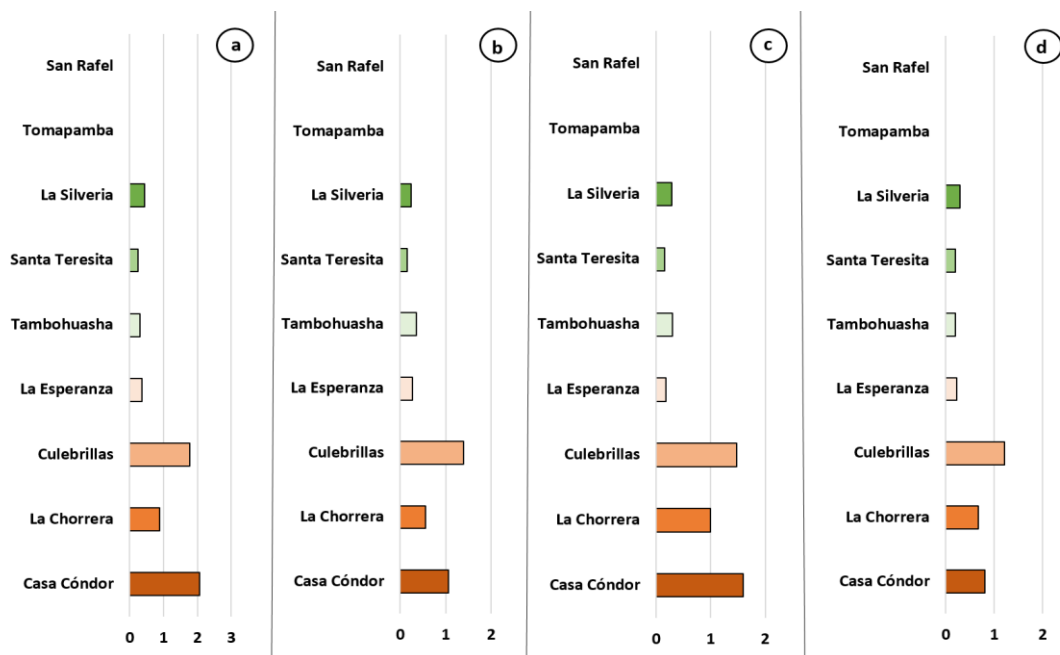 a
San Rafel
Tomapamba
La Silveria
Santa Teresita
Tambohuasha
La Esperanza
Culebrillas
La Chorrera
Casa Cóndor
0 1 2 3
b
San Rafel
Tomapamba
La Silveria
Santa Teresita
Tambohuasha
La Esperanza
Culebrillas
La Chorrera
Casa Cóndor
0 1 2
c
San Rafel
Tomapamba
La Silveria
Santa Teresita
Tambohuasha
La Esperanza
Culebrillas
La Chorrera
Casa Cóndor
0 1 2
d
San Rafel
Tomapamba
La Silveria
Santa Teresita
Tambohuasha
La Esperanza
Culebrillas
La Chorrera
Casa Cóndor
0 1 2